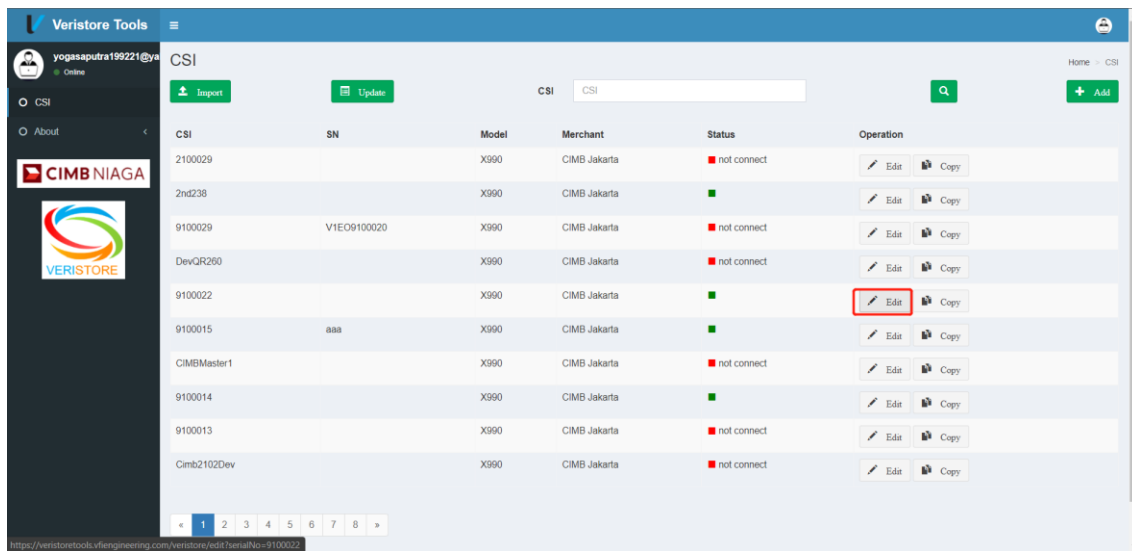 Veristore Tools
yogasaputra199221@ya
Online
CSI
Home > CSI
Import
Update
CSI
CSI
Add
CSI
About
CIMB NIAGA
VERISTORE
CSI SN Model Merchant Status Operation
2100029 X990 CIMB Jakarta not connect Edit Copy
2nd238 X990 CIMB Jakarta Edit Copy
9100029 V1EO9100020 X990 CIMB Jakarta not connect Edit Copy
DevQR260 X990 CIMB Jakarta not connect Edit Copy
9100022 X990 CIMB Jakarta Edit Copy
9100015 aaa X990 CIMB Jakarta Edit Copy
CIMBMaster1 X990 CIMB Jakarta not connect Edit Copy
9100014 X990 CIMB Jakarta Edit Copy
9100013 X990 CIMB Jakarta not connect Edit Copy
Cimb2102Dev X990 CIMB Jakarta not connect Edit Copy
« 1 2 3 4 5 6 7 8 »
https://veristoretools.vfiengineering.com/veristore/edit?serialNo=9100022